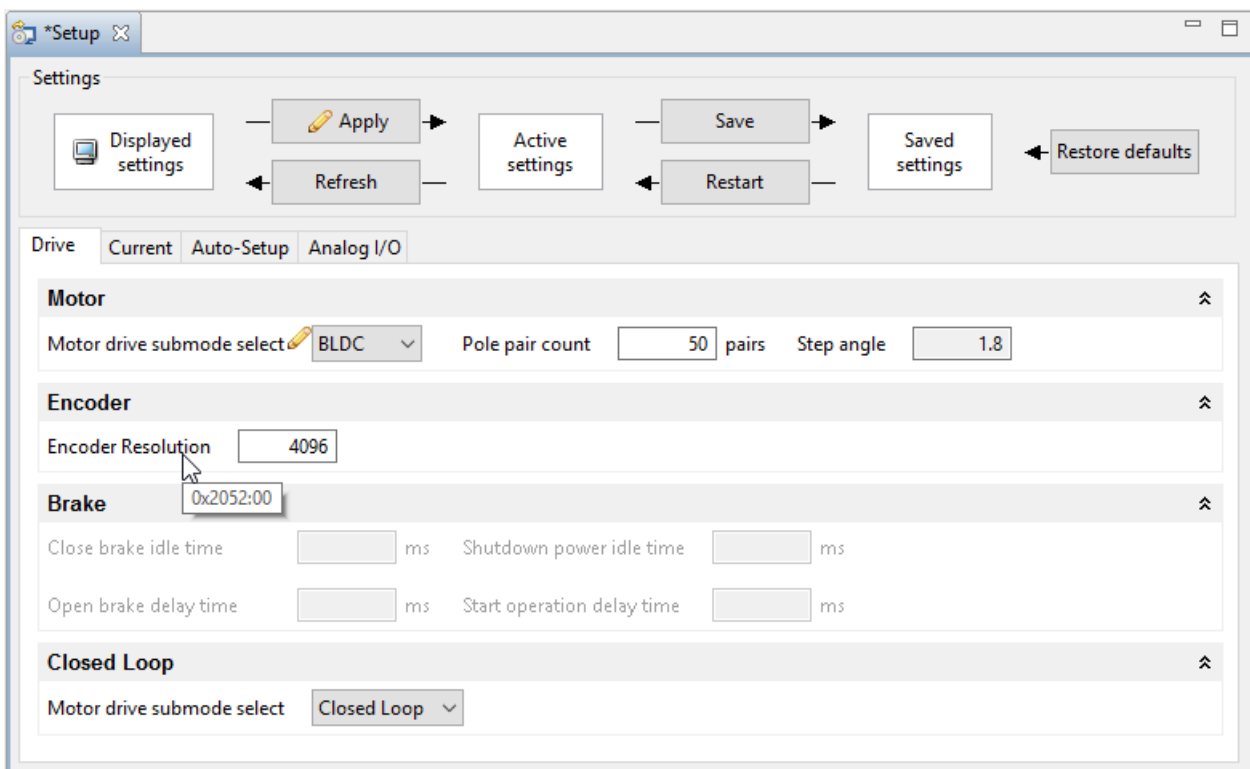 *Setup
Settings
Displayed settings
Apply
Refresh
Active settings
Save
Restart
Saved settings
Restore defaults
Drive Current Auto-Setup Analog I/O
Motor
Motor drive submode select BLDC Pole pair count 50 pairs Step angle 1.8
Encoder
Encoder Resolution 4096
0x2052:00
Brake
Close brake idle time ms Shutdown power idle time ms
Open brake delay time ms Start operation delay time ms
Closed Loop
Motor drive submode select Closed Loop